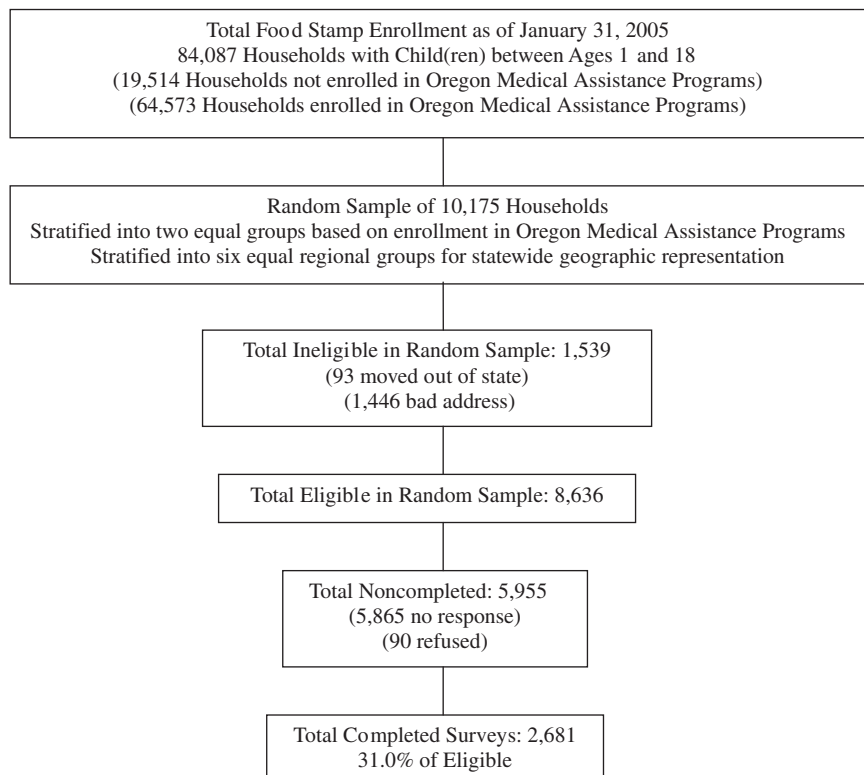 Total Food Stamp Enrollment as of January 31, 2005
84,087 Households with Child(ren) between Ages 1 and 18
(19,514 Households not enrolled in Oregon Medical Assistance Programs)
(64,573 Households enrolled in Oregon Medical Assistance Programs)
Random Sample of 10,175 Households
Stratified into two equal groups based on enrollment in Oregon Medical Assistance Programs
Stratified into six equal regional groups for statewide geographic representation
Total Ineligible in Random Sample: 1,539
(93 moved out of state)
(1,446 bad address)
Total Eligible in Random Sample: 8,636
Total Noncompleted: 5,955
(5,865 no response)
(90 refused)
Total Completed Surveys: 2,681
31.0% of Eligible